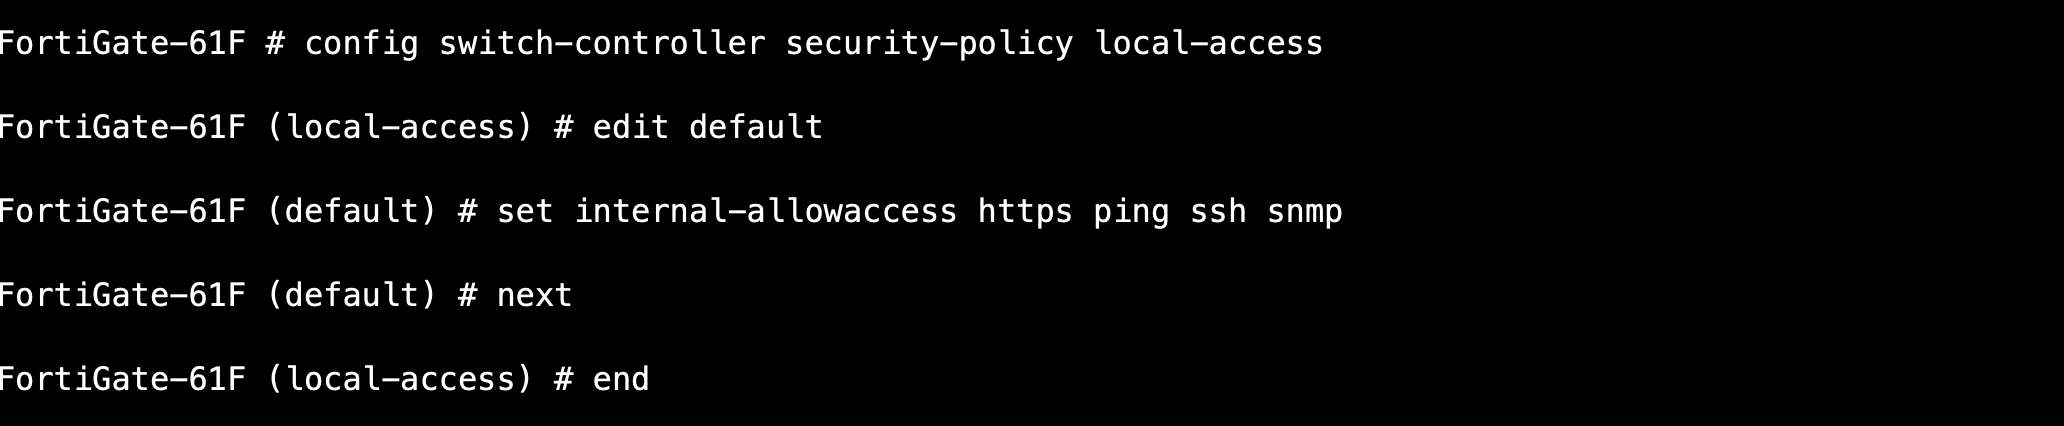 FortiGate-61F # config switch-controller security-policy local-access
FortiGate-61F (local-access) # edit default
FortiGate-61F (default) # set internal-allowaccess https ping ssh snmp
FortiGate-61F (default) # next
FortiGate-61F (local-access) # end